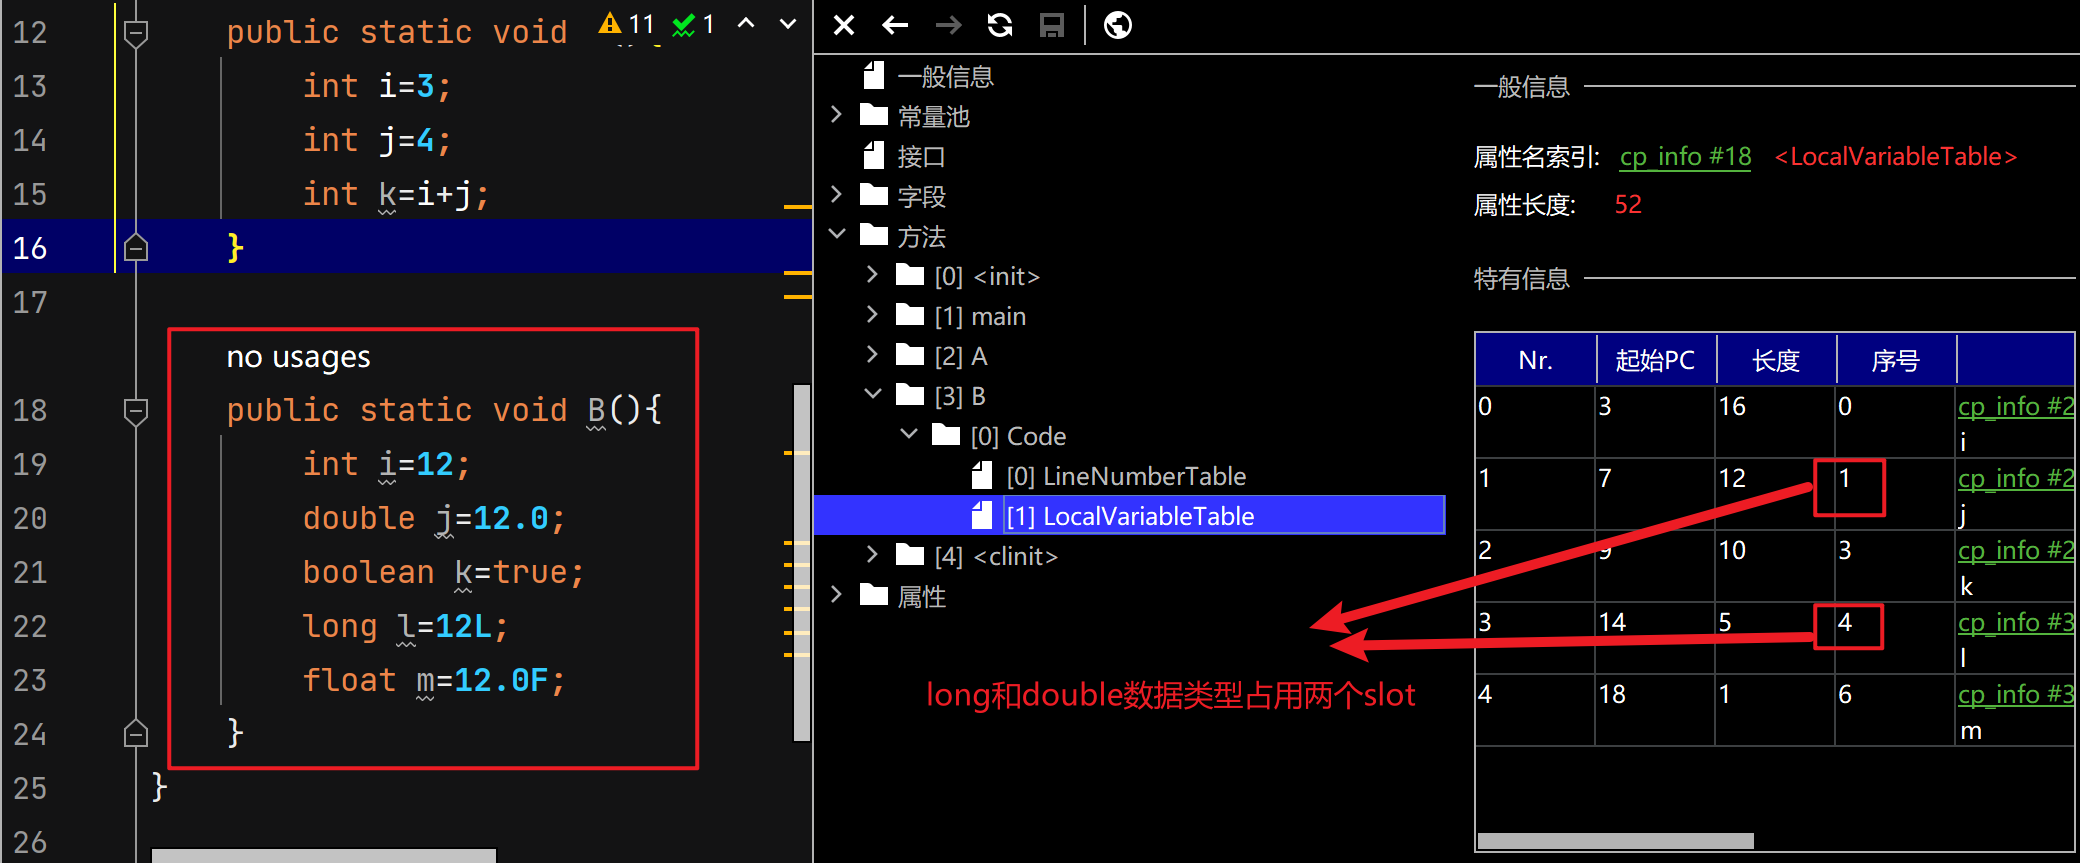 12 public static void
11 1
13 int i=3;
14 int j=4;
15 int k=i+j;
16 }
17
no usages
18 public static void B(){
19 int i=12;
20 double j=12.0;
21 boolean k=true;
22 long l=12L;
23 float m=12.0F;
24 }
25 }
26
一般信息
常量池
接口
字段
方法
[0] <init>
[1] main
[2] A
[3] B
[0] Code
[0] LineNumberTable
[1] LocalVariableTable
[4] <clinit>
属性
long和double数据类型占用两个slot
一般信息
属性名索引: cp_info #18 <LocalVariableTable>
属性长度: 52
特有信息
Nr. 起始PC 长度 序号
0 3 16 0 cp_info #2
i
1 7 12 1 cp_info #2
j
2 9 10 3 cp_info #2
k
3 14 5 4 cp_info #3
l
4 18 1 6 cp_info #3
m